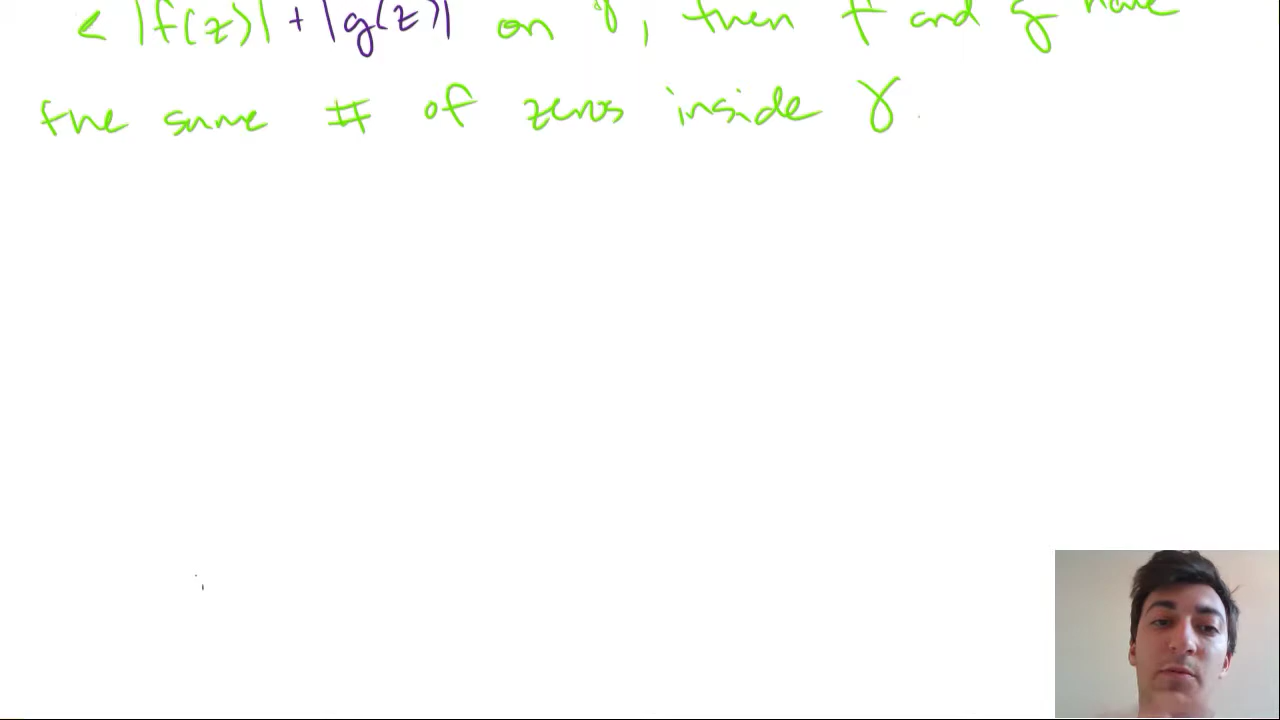 < |f(z)| + |g(z)| on γ, then f and g have
the same # of zeros inside γ.